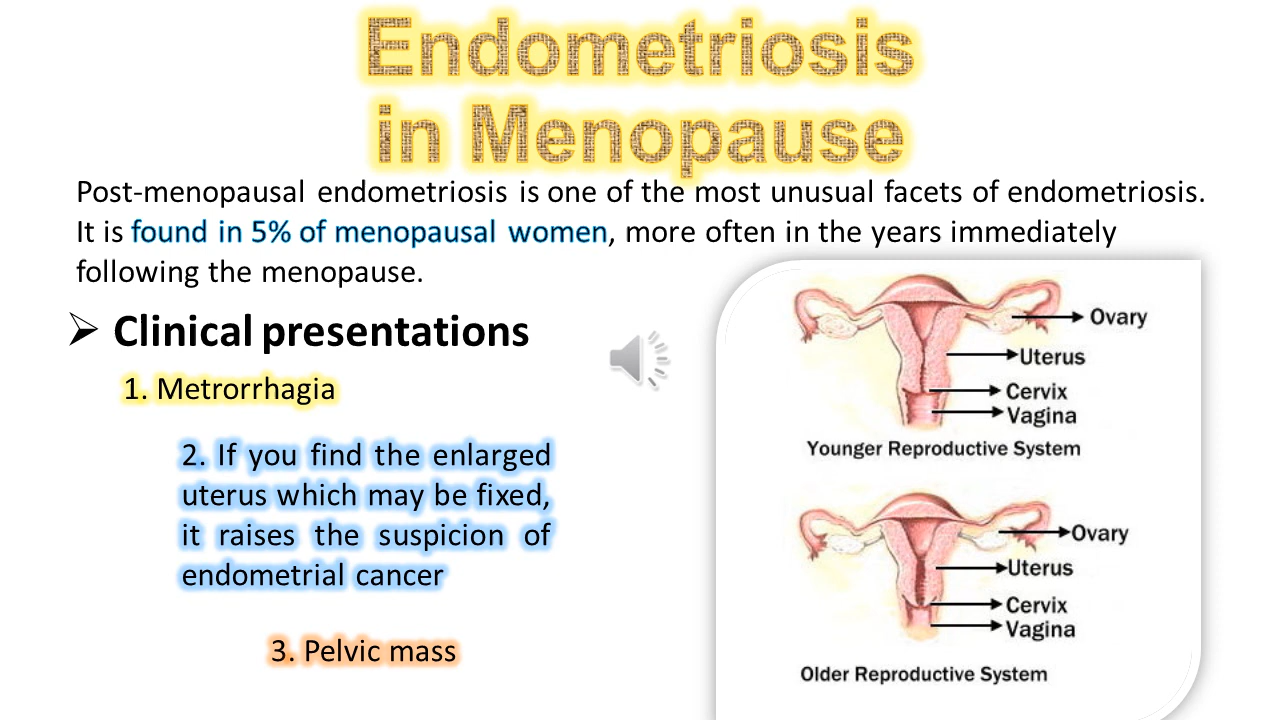 Endometriosis
in Menopause
Post-menopausal endometriosis is one of the most unusual facets of endometriosis.
It is found in 5% of menopausal women, more often in the years immediately
following the menopause.
➢ Clinical presentations
1. Metrorrhagia
2. If you find the enlarged
uterus which may be fixed,
it raises the suspicion of
endometrial cancer
3. Pelvic mass
Ovary
Uterus
Cervix
Vagina
Younger Reproductive System
Ovary
Uterus
Cervix
Vagina
Older Reproductive System